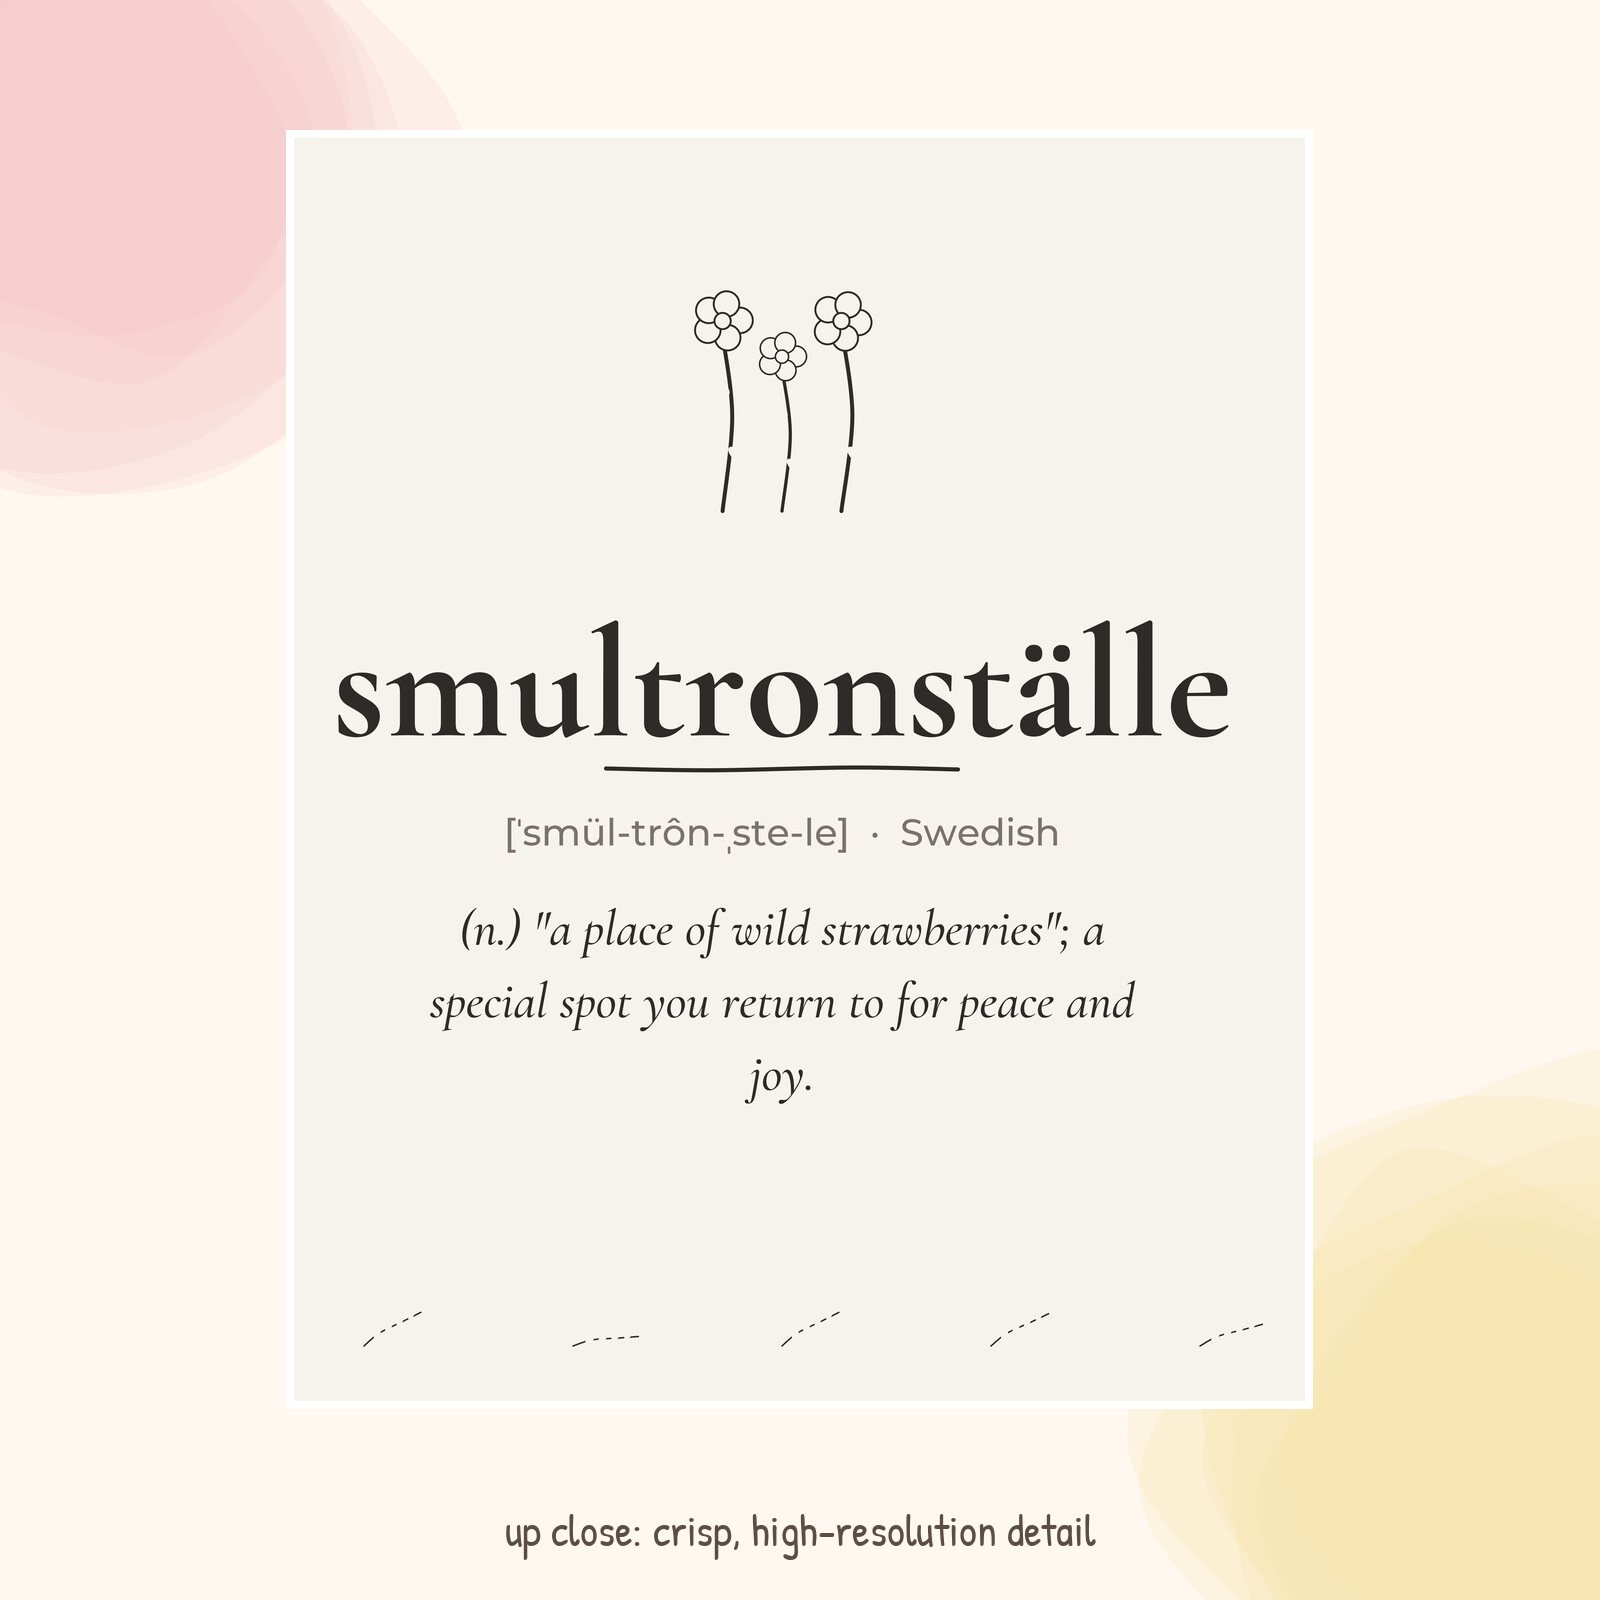 smultronställe
[ˈsmül-trôn-ˌste-le] · Swedish
(n.) "a place of wild strawberries"; a
special spot you return to for peace and
joy.
up close: crisp, high-resolution detail